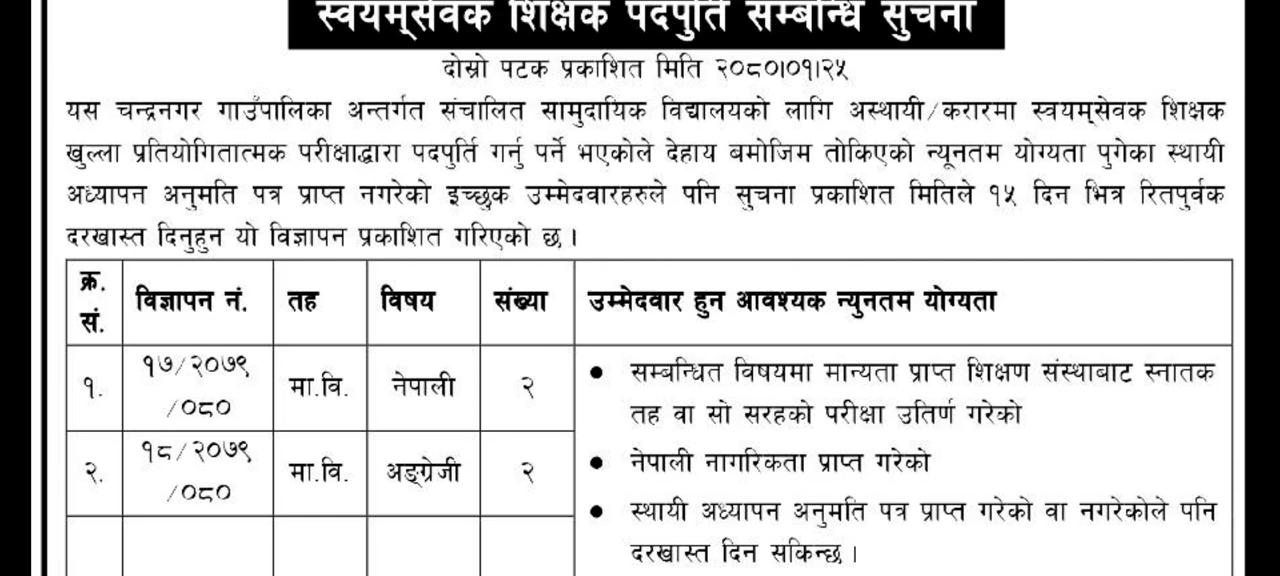 स्वयम्सेवक शिक्षक पदपुर्ति सम्बन्धि सुचना
दोस्रो पटक प्रकाशित मिति २०८०।०१।२५
यस चन्द्रनगर गाउँपालिका अन्तर्गत संचालित सामुदायिक विद्यालयको लागि अस्थायी/करारमा स्वयम्सेवक शिक्षक
खुल्ला प्रतियोगितात्मक परीक्षाद्धारा पदपुर्ति गर्नु पर्ने भएकोले देहाय बमोजिम तोकिएको न्यूनतम योग्यता पुगेका स्थायी
अध्यापन अनुमति पत्र प्राप्त नगरेको इच्छुक उम्मेदवारहरुले पनि सुचना प्रकाशित मितिले १५ दिन भित्र रितपुर्वक
दरखास्त दिनुहुन यो विज्ञापन प्रकाशित गरिएको छ।
क्र.
सं.
विज्ञापन नं.
तह
विषय
संख्या
उम्मेदवार हुन आवश्यक न्युनतम योग्यता
१.
१७/२०७९
/०८०
मा.वि.
नेपाली
२
२.
१८/२०७९
/०८०
मा.वि.
अङ्ग्रेजी
२
• सम्बन्धित विषयमा मान्यता प्राप्त शिक्षण संस्थाबाट स्नातक
तह वा सो सरहको परीक्षा उतिर्ण गरेको
• नेपाली नागरिकता प्राप्त गरेको
• स्थायी अध्यापन अनुमति पत्र प्राप्त गरेको वा नगरेकोले पनि
दरखास्त दिन सकिन्छ।